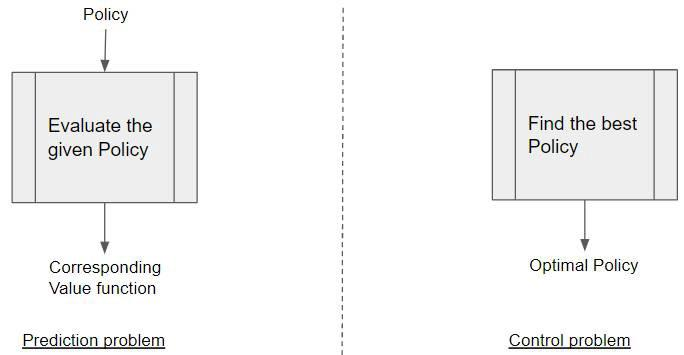 Policy
Evaluate the
given Policy
Corresponding
Value function
Prediction problem
Find the best
Policy
Optimal Policy
Control problem